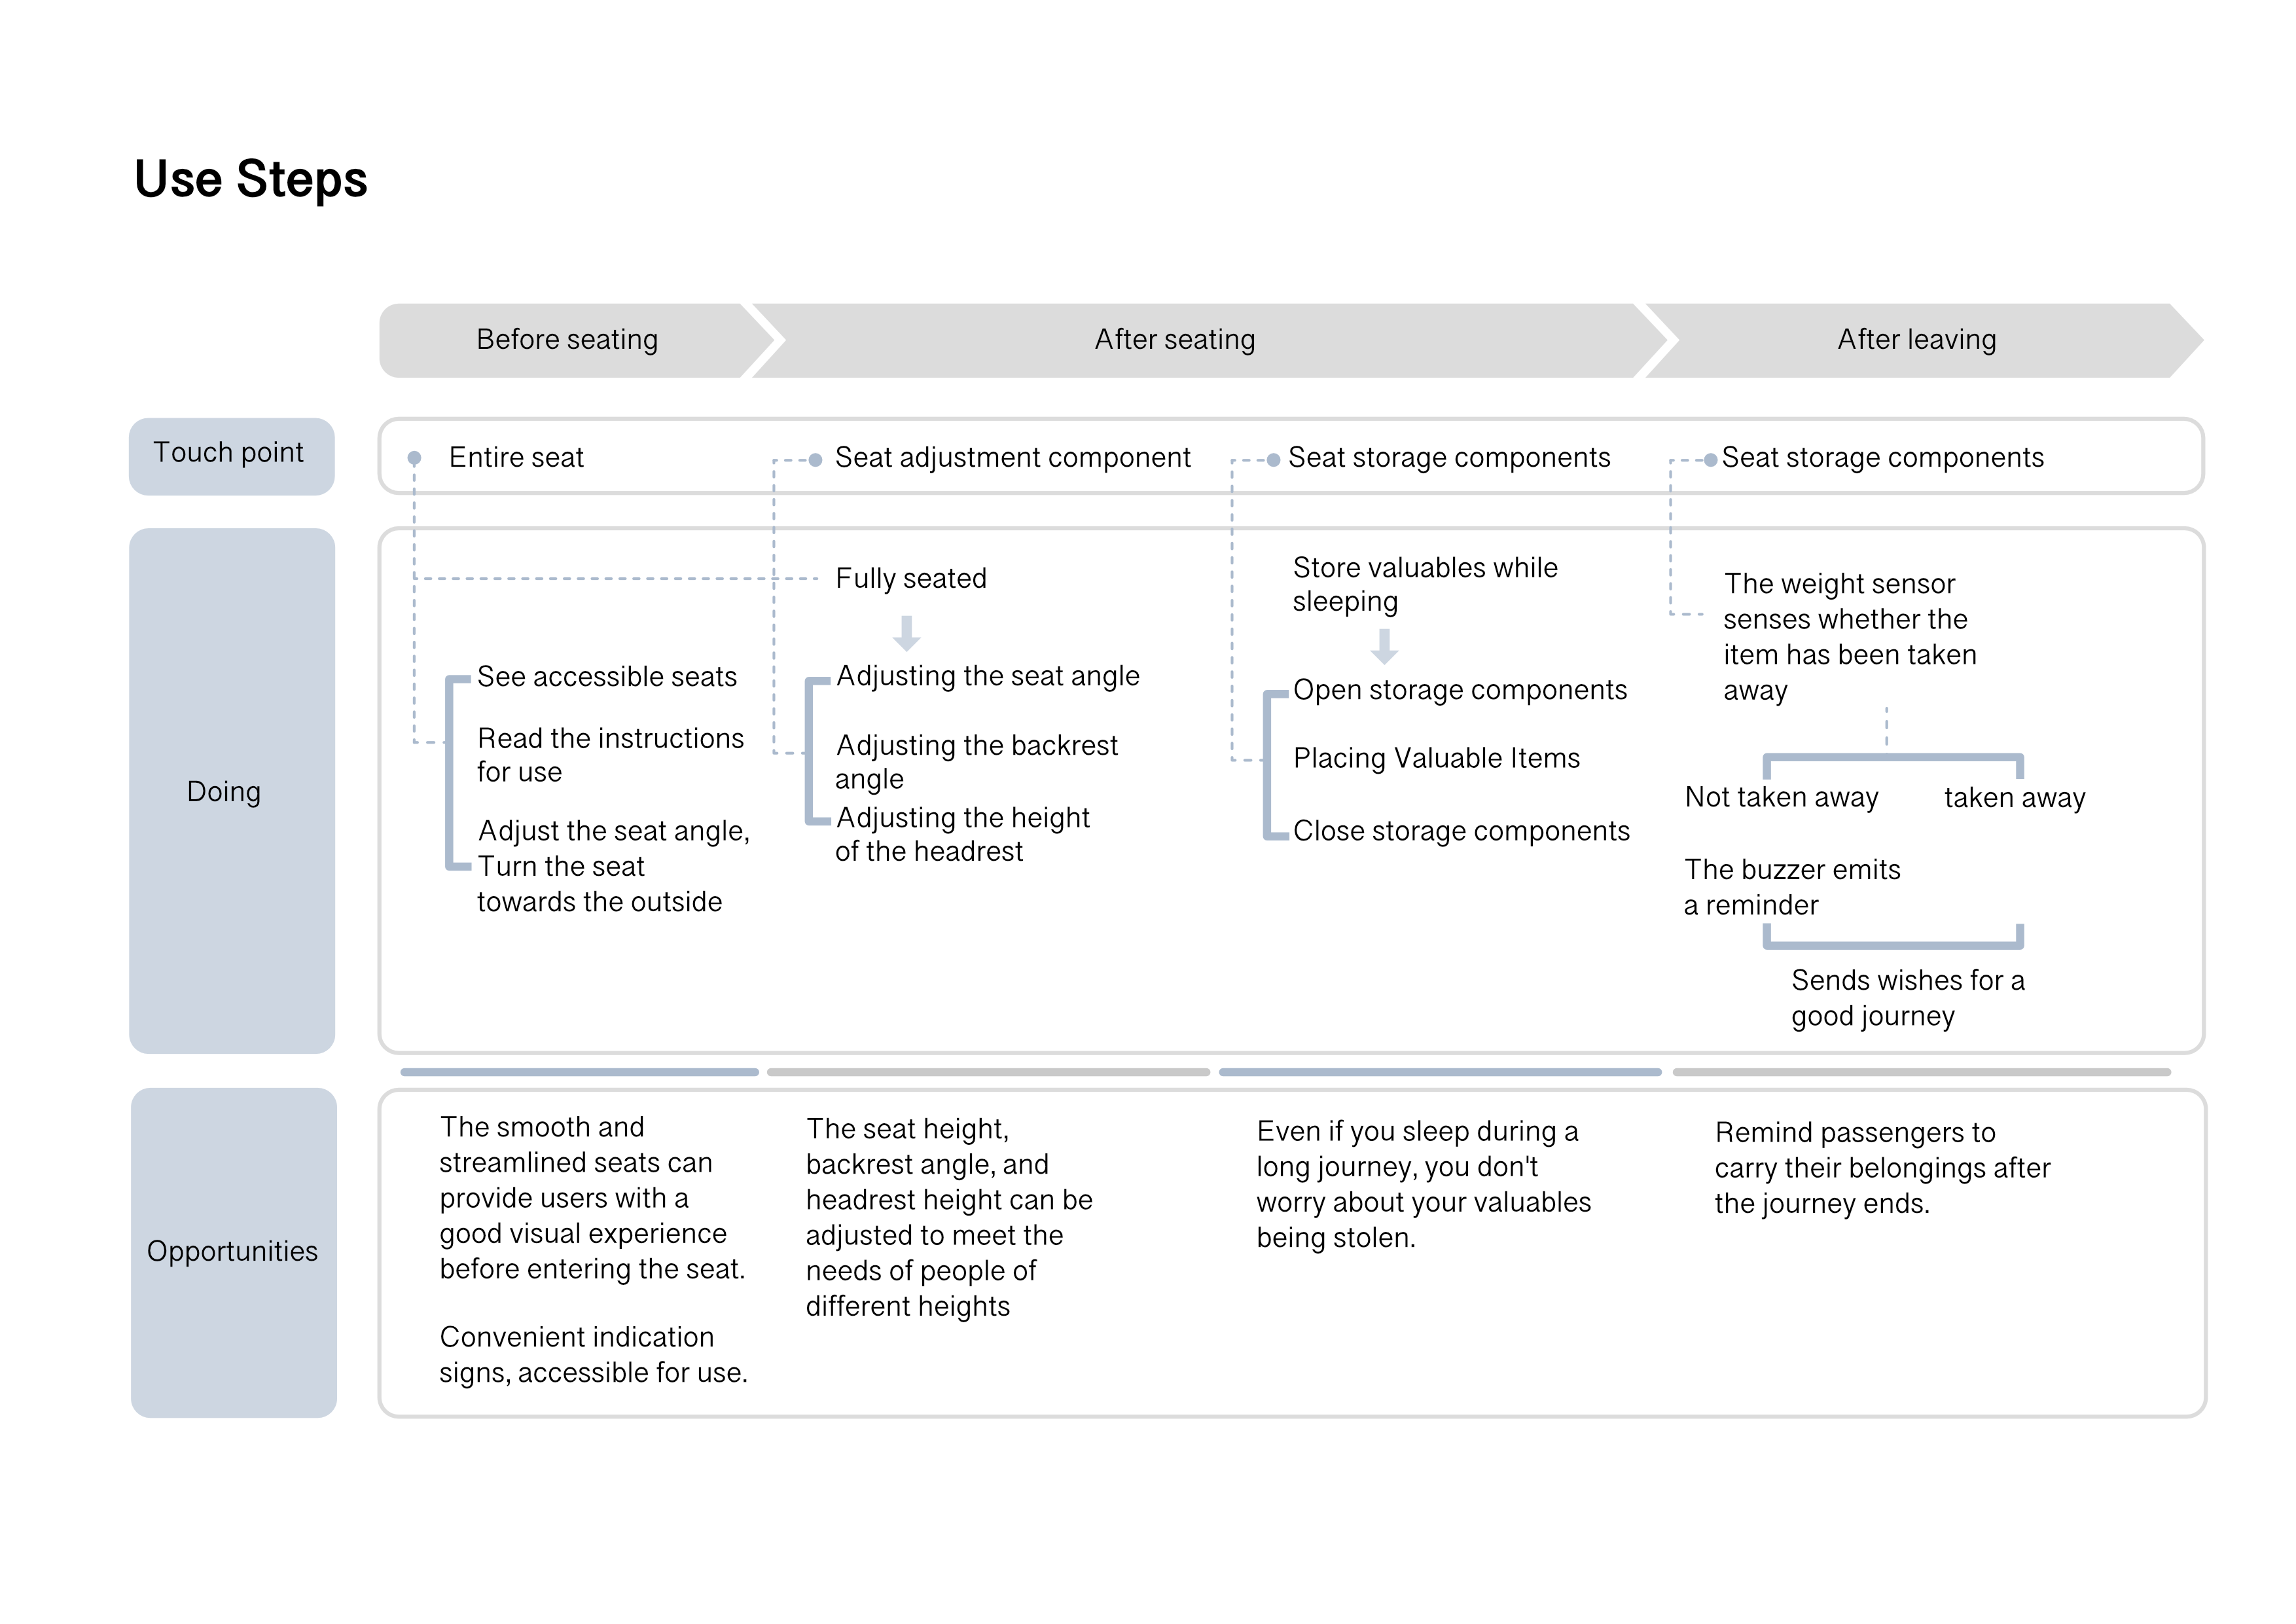 Use Steps
Before seating
After seating
After leaving
Touch point
Entire seat
Seat adjustment component
Seat storage components
Seat storage components
Doing
See accessible seats
Read the instructions
for use
Adjust the seat angle,
Turn the seat
towards the outside
Fully seated
Adjusting the seat angle
Adjusting the backrest
angle
Adjusting the height
of the headrest
Store valuables while
sleeping
Open storage components
Placing Valuable Items
Close storage components
The weight sensor
senses whether the
item has been taken
away
Not taken away
taken away
The buzzer emits
a reminder
Sends wishes for a
good journey
Opportunities
The smooth and
streamlined seats can
provide users with a
good visual experience
before entering the seat.
Convenient indication
signs, accessible for use.
The seat height,
backrest angle, and
headrest height can be
adjusted to meet the
needs of people of
different heights
Even if you sleep during a
long journey, you don't
worry about your valuables
being stolen.
Remind passengers to
carry their belongings after
the journey ends.